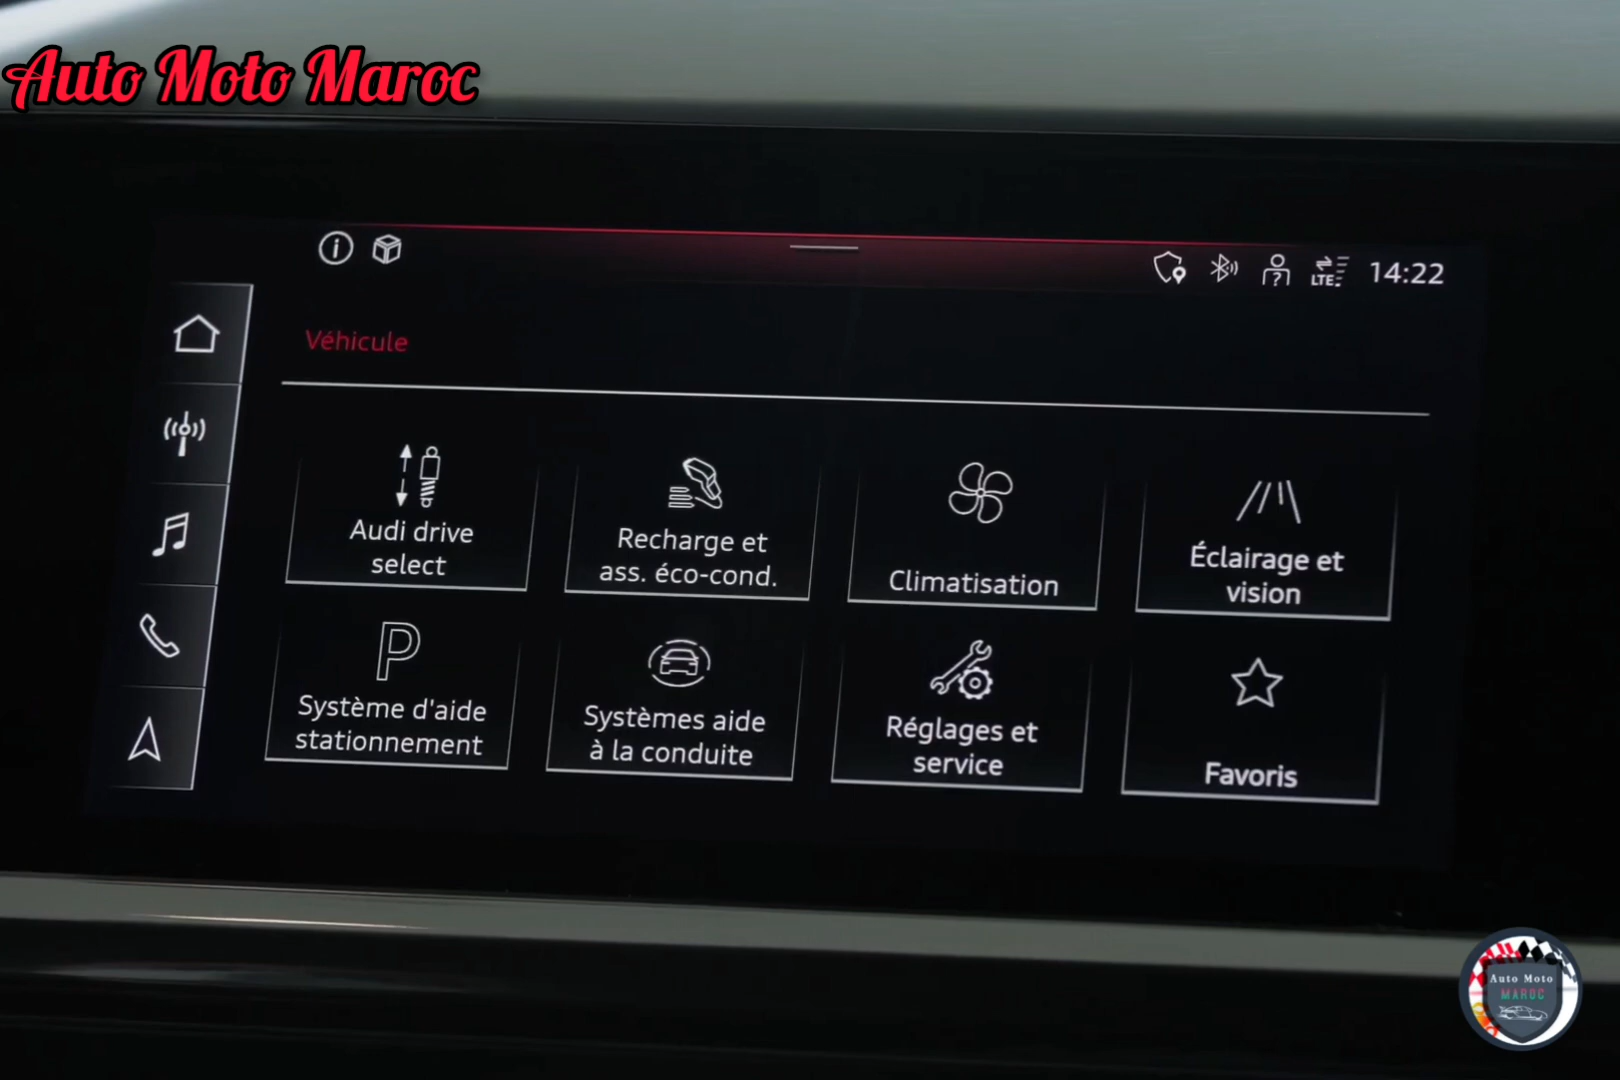 Auto Moto Maroc
LTE 14:22
Véhicule
Audi drive
select
Recharge et
ass. éco-cond.
Climatisation
Éclairage et
vision
P
Système d'aide
stationnement
Systèmes aide
à la conduite
Réglages et
service
Favoris
Auto Moto
MAROC